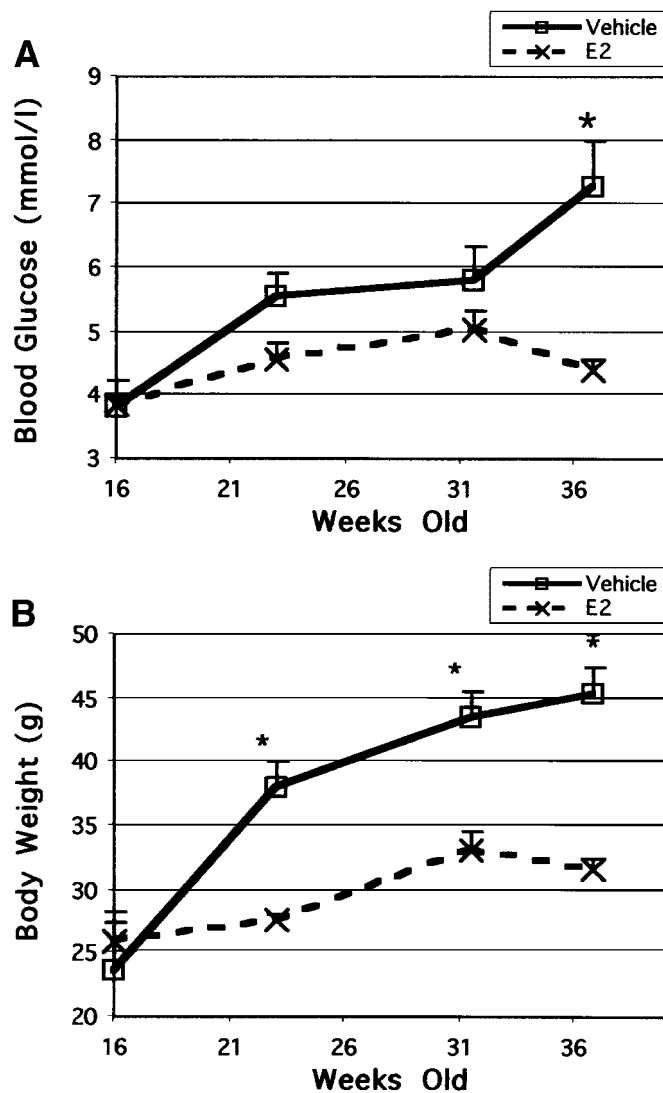 A
Vehicle
E2
Blood Glucose (mmol/l)
9
8
7
6
5
4
3
*
16 21 26 31 36
Weeks Old
B
Vehicle
E2
Body Weight (g)
50
45
40
35
30
25
20
* * *
16 21 26 31 36
Weeks Old